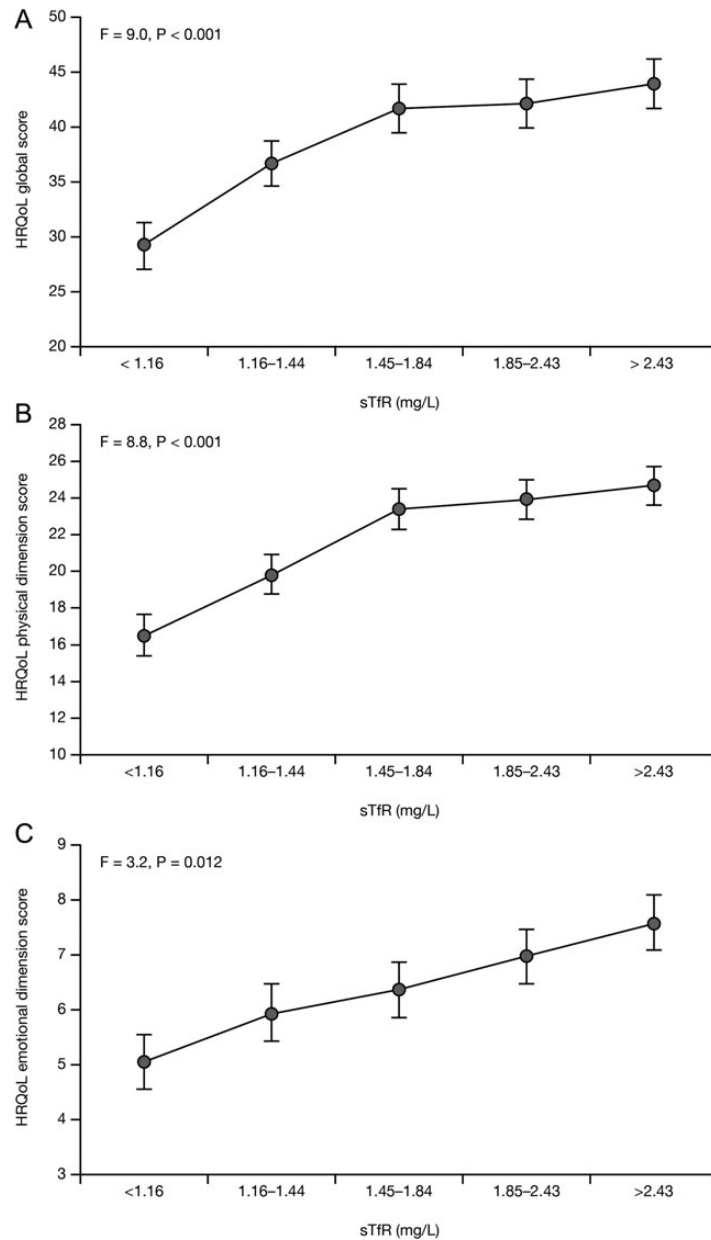 A
F = 9.0, P < 0.001
HRQoL global score
50
45
40
35
30
25
20
< 1.16 1.16–1.44 1.45–1.84 1.85–2.43 > 2.43
sTfR (mg/L)
B
F = 8.8, P < 0.001
HRQoL physical dimension score
28
26
24
22
20
18
16
14
12
10
<1.16 1.16–1.44 1.45–1.84 1.85–2.43 >2.43
sTfR (mg/L)
C
F = 3.2, P = 0.012
HRQoL emotional dimension score
9
8
7
6
5
4
3
<1.16 1.16–1.44 1.45–1.84 1.85–2.43 >2.43
sTfR (mg/L)